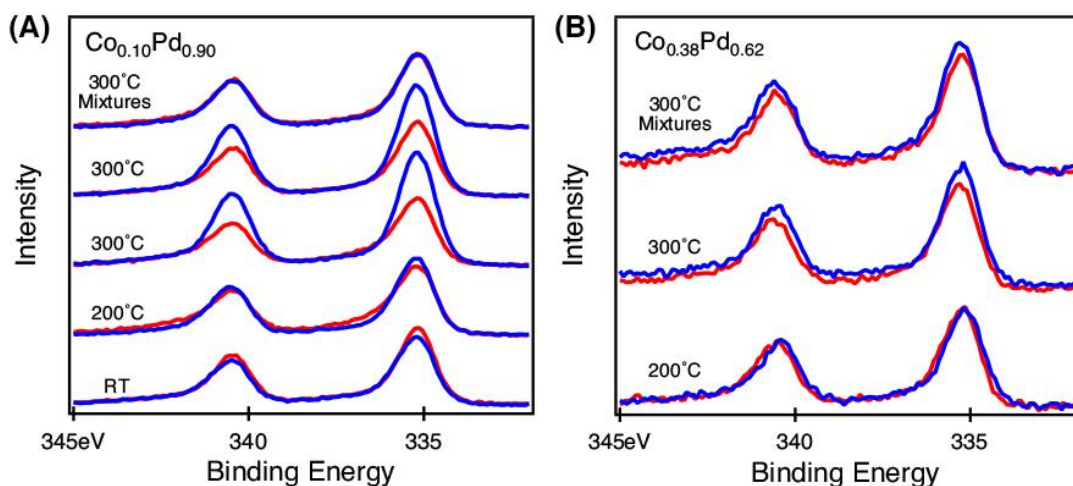 (A)
Co0.10Pd0.90
300°C
Mixtures
300°C
300°C
200°C
RT
Intensity
345eV 340 335
Binding Energy
(B)
Co0.38Pd0.62
300°C
Mixtures
300°C
200°C
Intensity
345eV 340 335
Binding Energy